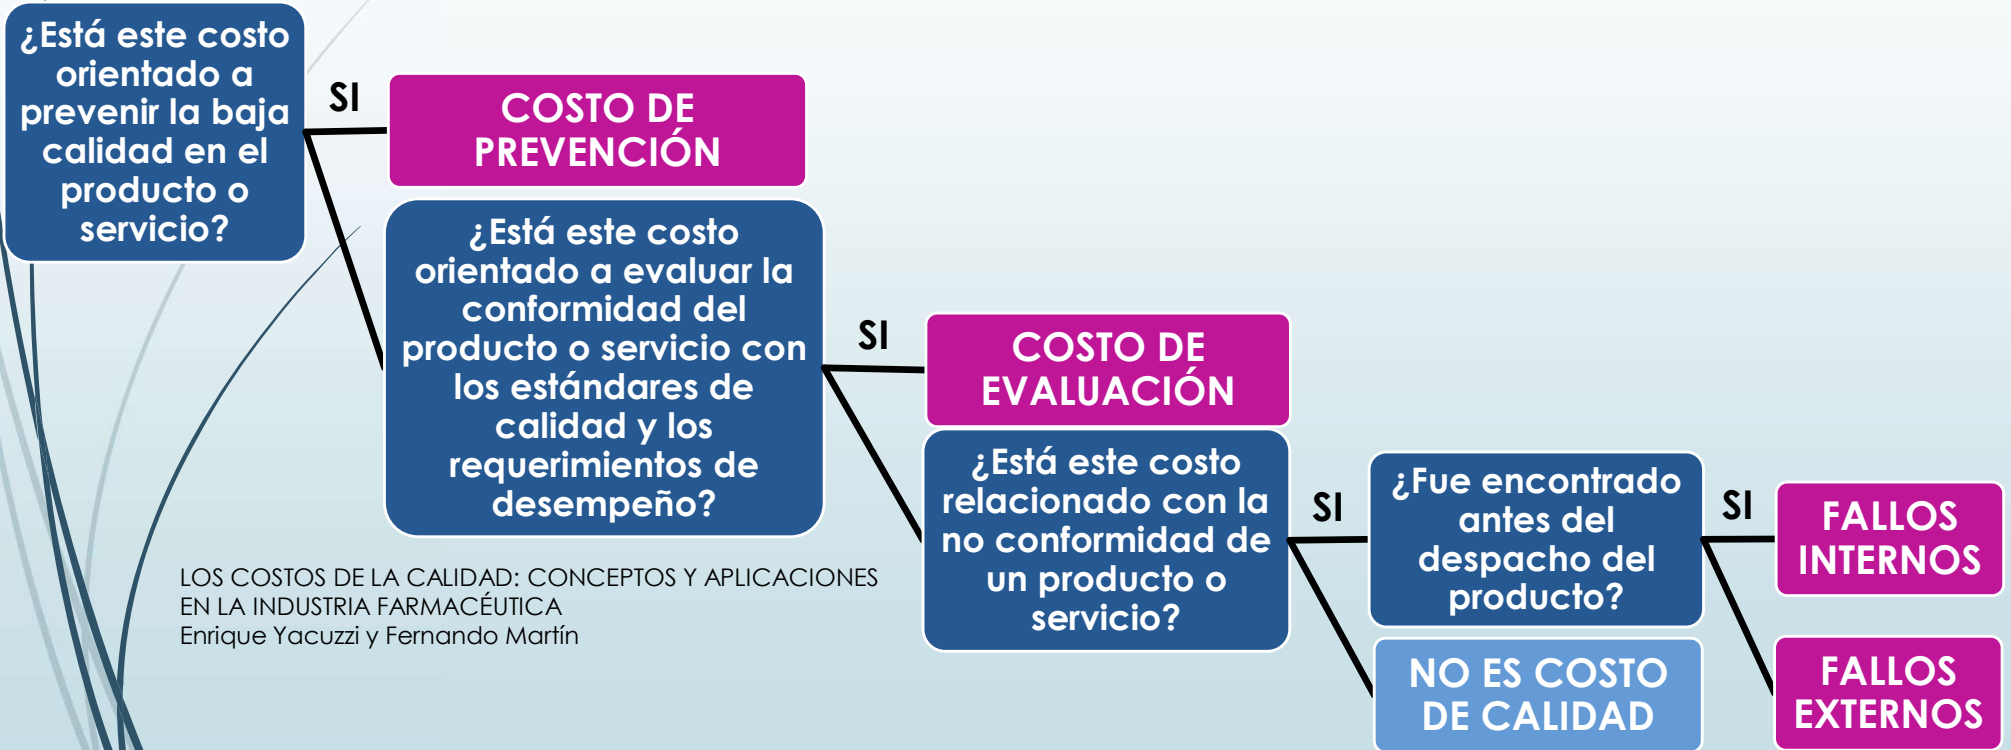 ¿Está este costo
orientado a
prevenir la baja
calidad en el
producto o
servicio?
SI
COSTO DE
PREVENCIÓN
¿Está este costo
orientado a evaluar la
conformidad del
producto o servicio con
los estándares de
calidad y los
requerimientos de
desempeño?
SI
COSTO DE
EVALUACIÓN
¿Está este costo
relacionado con la
no conformidad de
un producto o
servicio?
SI
¿Fue encontrado
antes del
despacho del
producto?
SI
FALLOS
INTERNOS
FALLOS
EXTERNOS
NO ES COSTO
DE CALIDAD
LOS COSTOS DE LA CALIDAD: CONCEPTOS Y APLICACIONES
EN LA INDUSTRIA FARMACÉUTICA
Enrique Yacuzzi y Fernando Martín